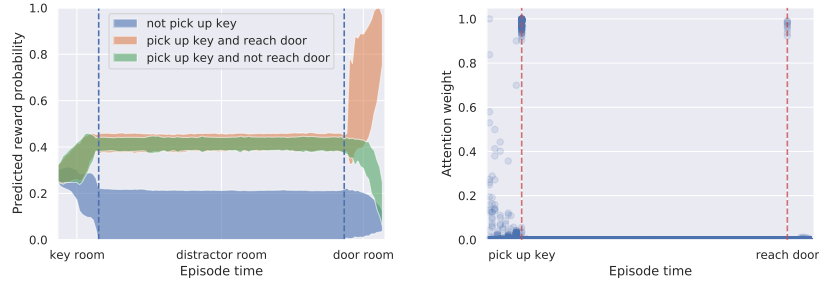 1.0
0.8
0.6
0.4
0.2
0.0
Predicted reward probability
not pick up key
pick up key and reach door
pick up key and not reach door
key room
distractor room
door room
Episode time
1.0
0.8
0.6
0.4
0.2
0.0
Attention weight
pick up key
reach door
Episode time